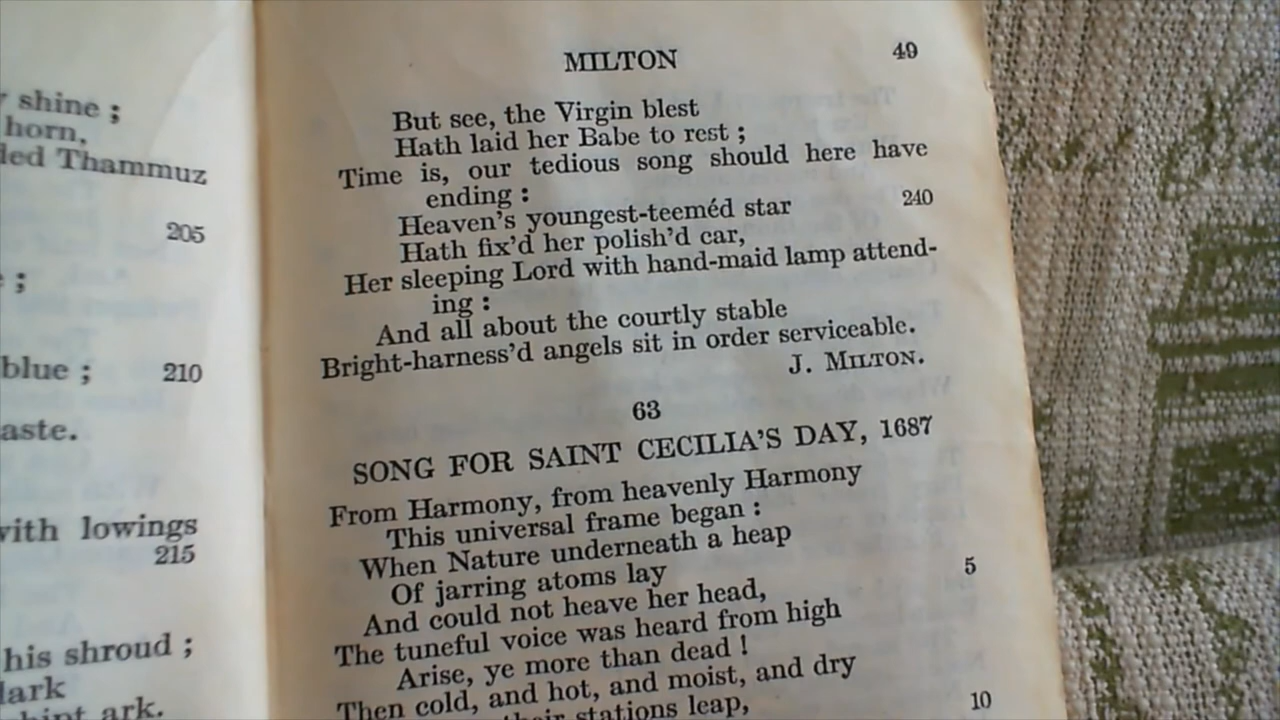 shine ;
horn,
Thammuz
205
;
blue ; 210
aste.
with lowings
215
his shroud ;
lark
ark.
MILTON 49
But see, the Virgin blest
Hath laid her Babe to rest ;
Time is, our tedious song should here have
ending :
Heaven's youngest-teeméd star 240
Hath fix'd her polish'd car,
Her sleeping Lord with hand-maid lamp attend-
ing :
And all about the courtly stable
Bright-harness'd angels sit in order serviceable.
J. MILTON.
63
SONG FOR SAINT CECILIA'S DAY, 1687
From Harmony, from heavenly Harmony
This universal frame began :
When Nature underneath a heap
Of jarring atoms lay
And could not heave her head, 5
The tuneful voice was heard from high
Arise, ye more than dead !
Then cold, and hot, and moist, and dry
their stations leap, 10